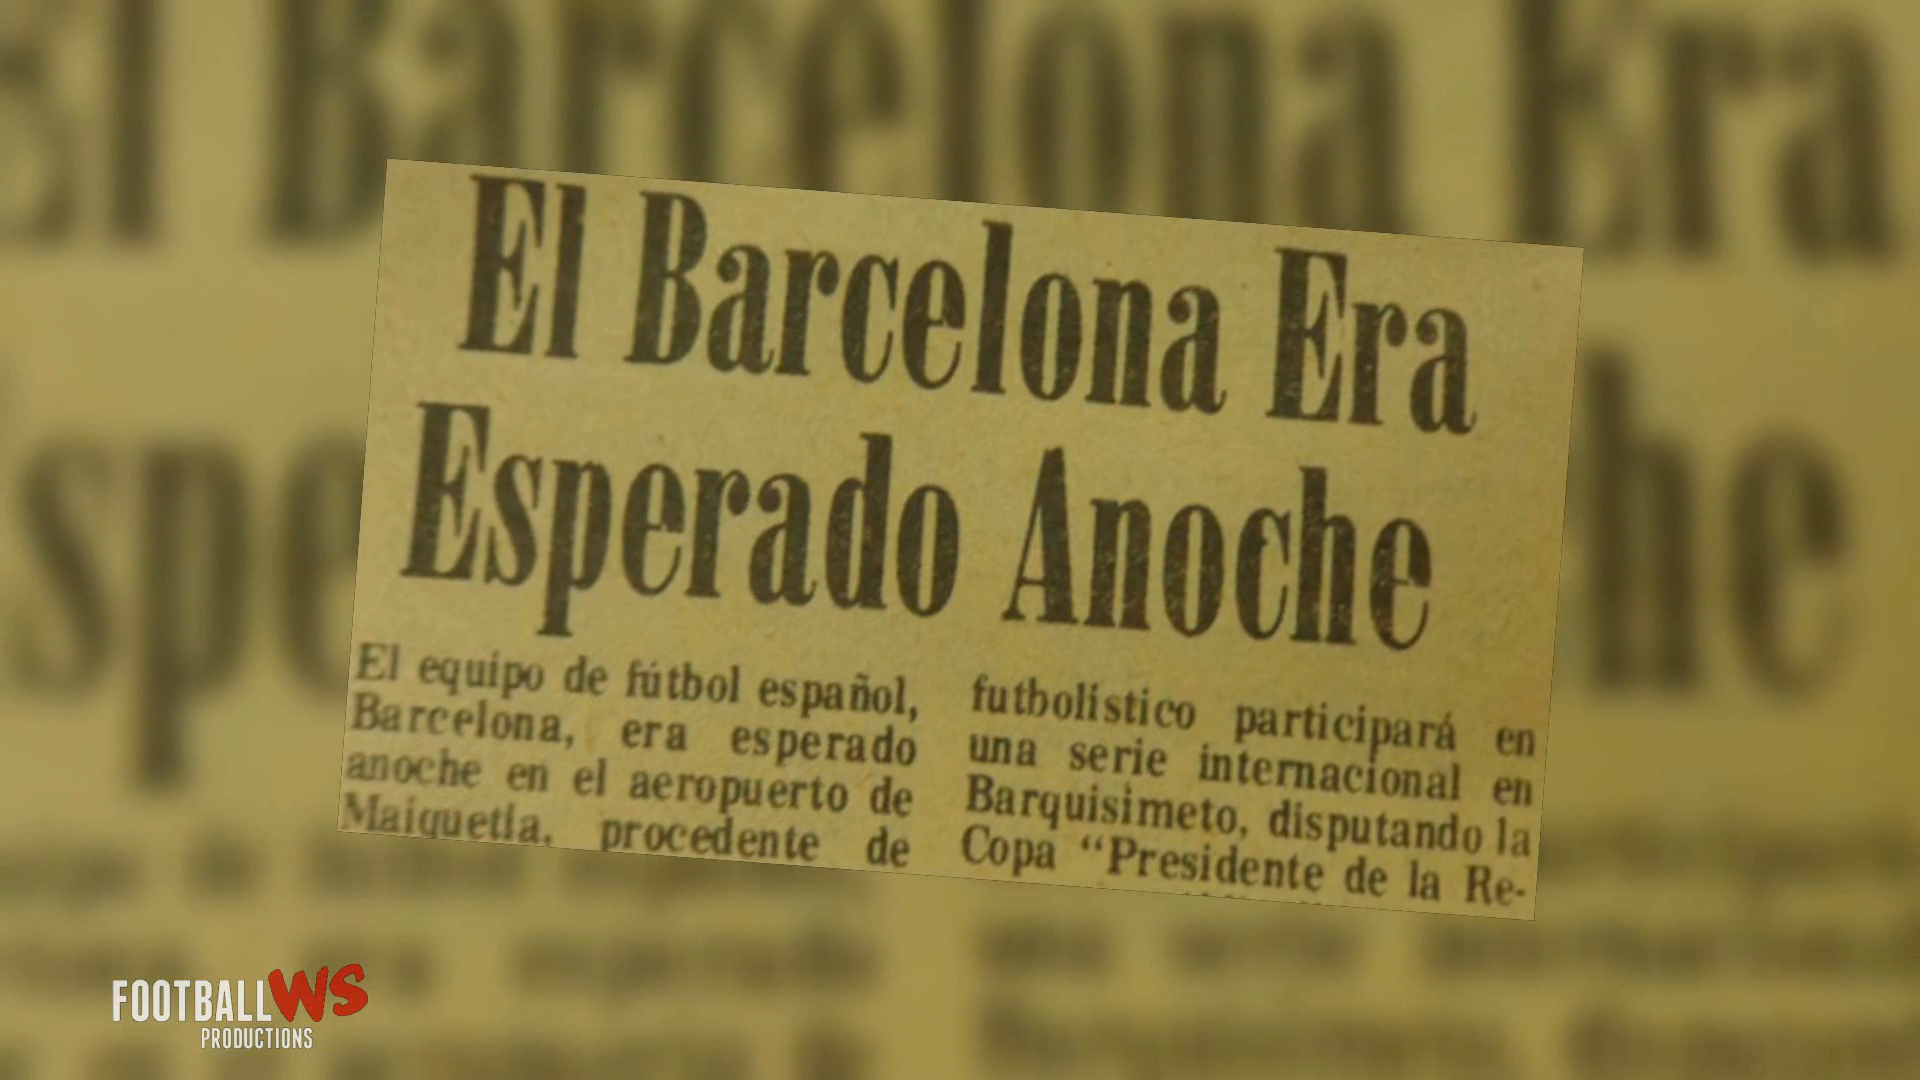 El Barcelona Era
Esperado Anoche
El equipo de fútbol español,
Barcelona, era esperado
anoche en el aeropuerto de
Maiquetía, procedente de
futbolístico participará en
una serie internacional en
Barquisimeto, disputando la
Copa “Presidente de la Re-
FOOTBALLWS
PRODUCTIONS